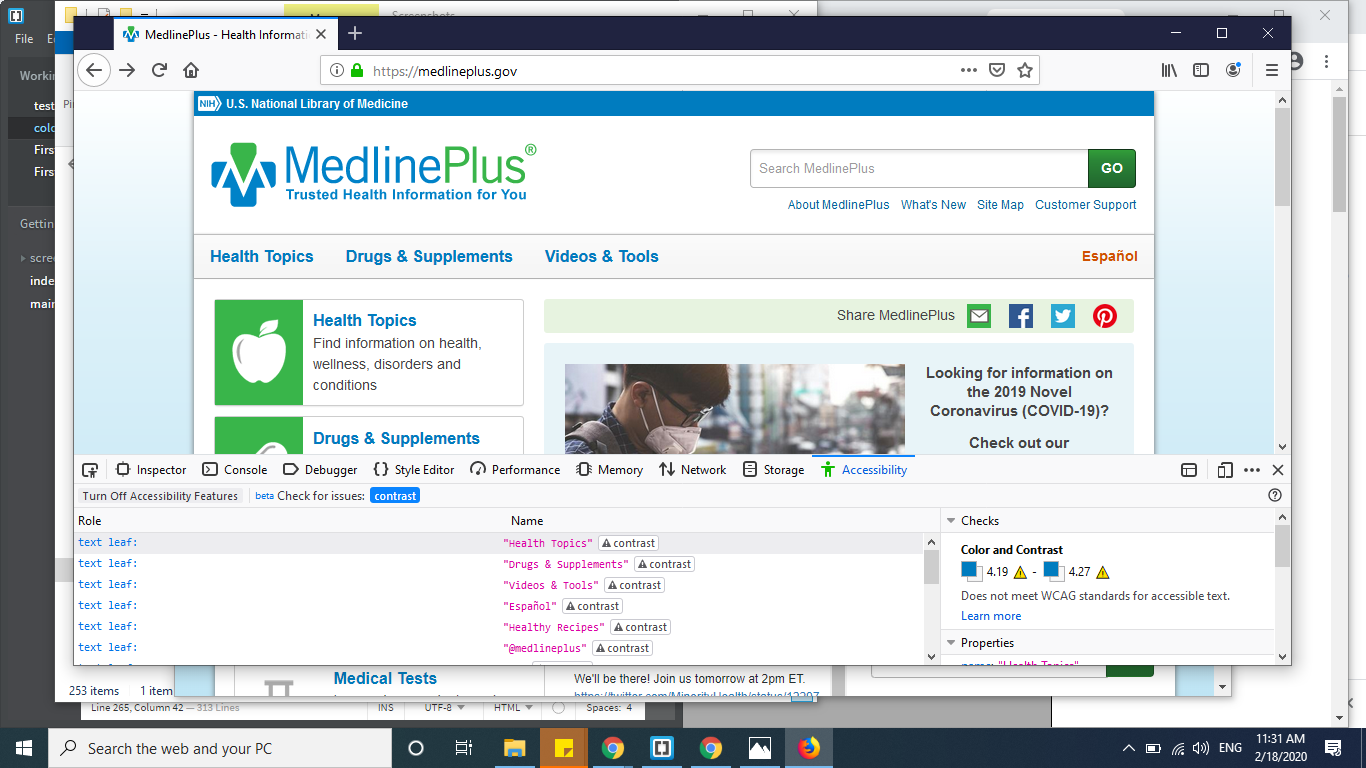 Screenshots
File
MedlinePlus - Health Informati
https://medlineplus.gov
Working
test
colo
First
First
Getting
scree
inde
main
NIH U.S. National Library of Medicine
MedlinePlus®
Trusted Health Information for You
Search MedlinePlus
GO
About MedlinePlus What's New Site Map Customer Support
Health Topics Drugs & Supplements Videos & Tools Español
Health Topics
Find information on health,
wellness, disorders and
conditions
Drugs & Supplements
Share MedlinePlus
Looking for information on
the 2019 Novel
Coronavirus (COVID-19)?
Check out our
Inspector Console Debugger Style Editor Performance Memory Network Storage Accessibility
Turn Off Accessibility Features beta Check for issues: contrast
Role Name
text leaf: "Health Topics" contrast
text leaf: "Drugs & Supplements" contrast
text leaf: "Videos & Tools" contrast
text leaf: "Español" contrast
text leaf: "Healthy Recipes" contrast
text leaf: "@medlineplus" contrast
Checks
Color and Contrast
4.19 - 4.27
Does not meet WCAG standards for accessible text.
Learn more
Properties
name: "Health Topics"
Medical Tests
We'll be there! Join us tomorrow at 2pm ET.
253 items 1 item
Line 265, Column 42 — 313 Lines
INS UTF-8 HTML Spaces: 4
Search the web and your PC
ENG
11:31 AM
2/18/2020